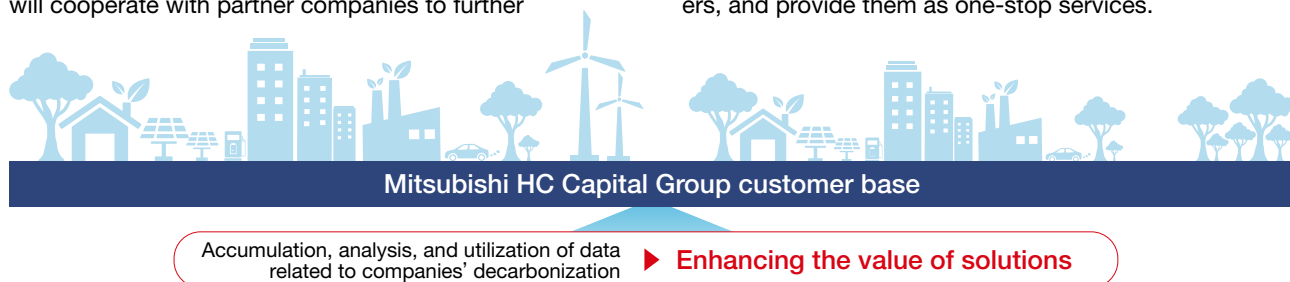 will cooperate with partner companies to further
ers, and provide them as one-stop services.
Mitsubishi HC Capital Group customer base
Accumulation, analysis, and utilization of data
related to companies’ decarbonization
Enhancing the value of solutions